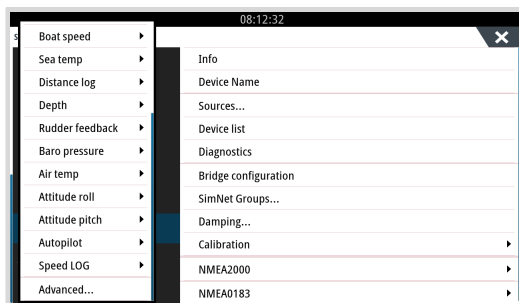 08:12:32
s
Boat speed
Sea temp
Distance log
Depth
Rudder feedback
Baro pressure
Air temp
Attitude roll
Attitude pitch
Autopilot
Speed LOG
Advanced...
Info
Device Name
Sources...
Device list
Diagnostics
Bridge configuration
SimNet Groups...
Damping...
Calibration
NMEA2000
NMEA0183